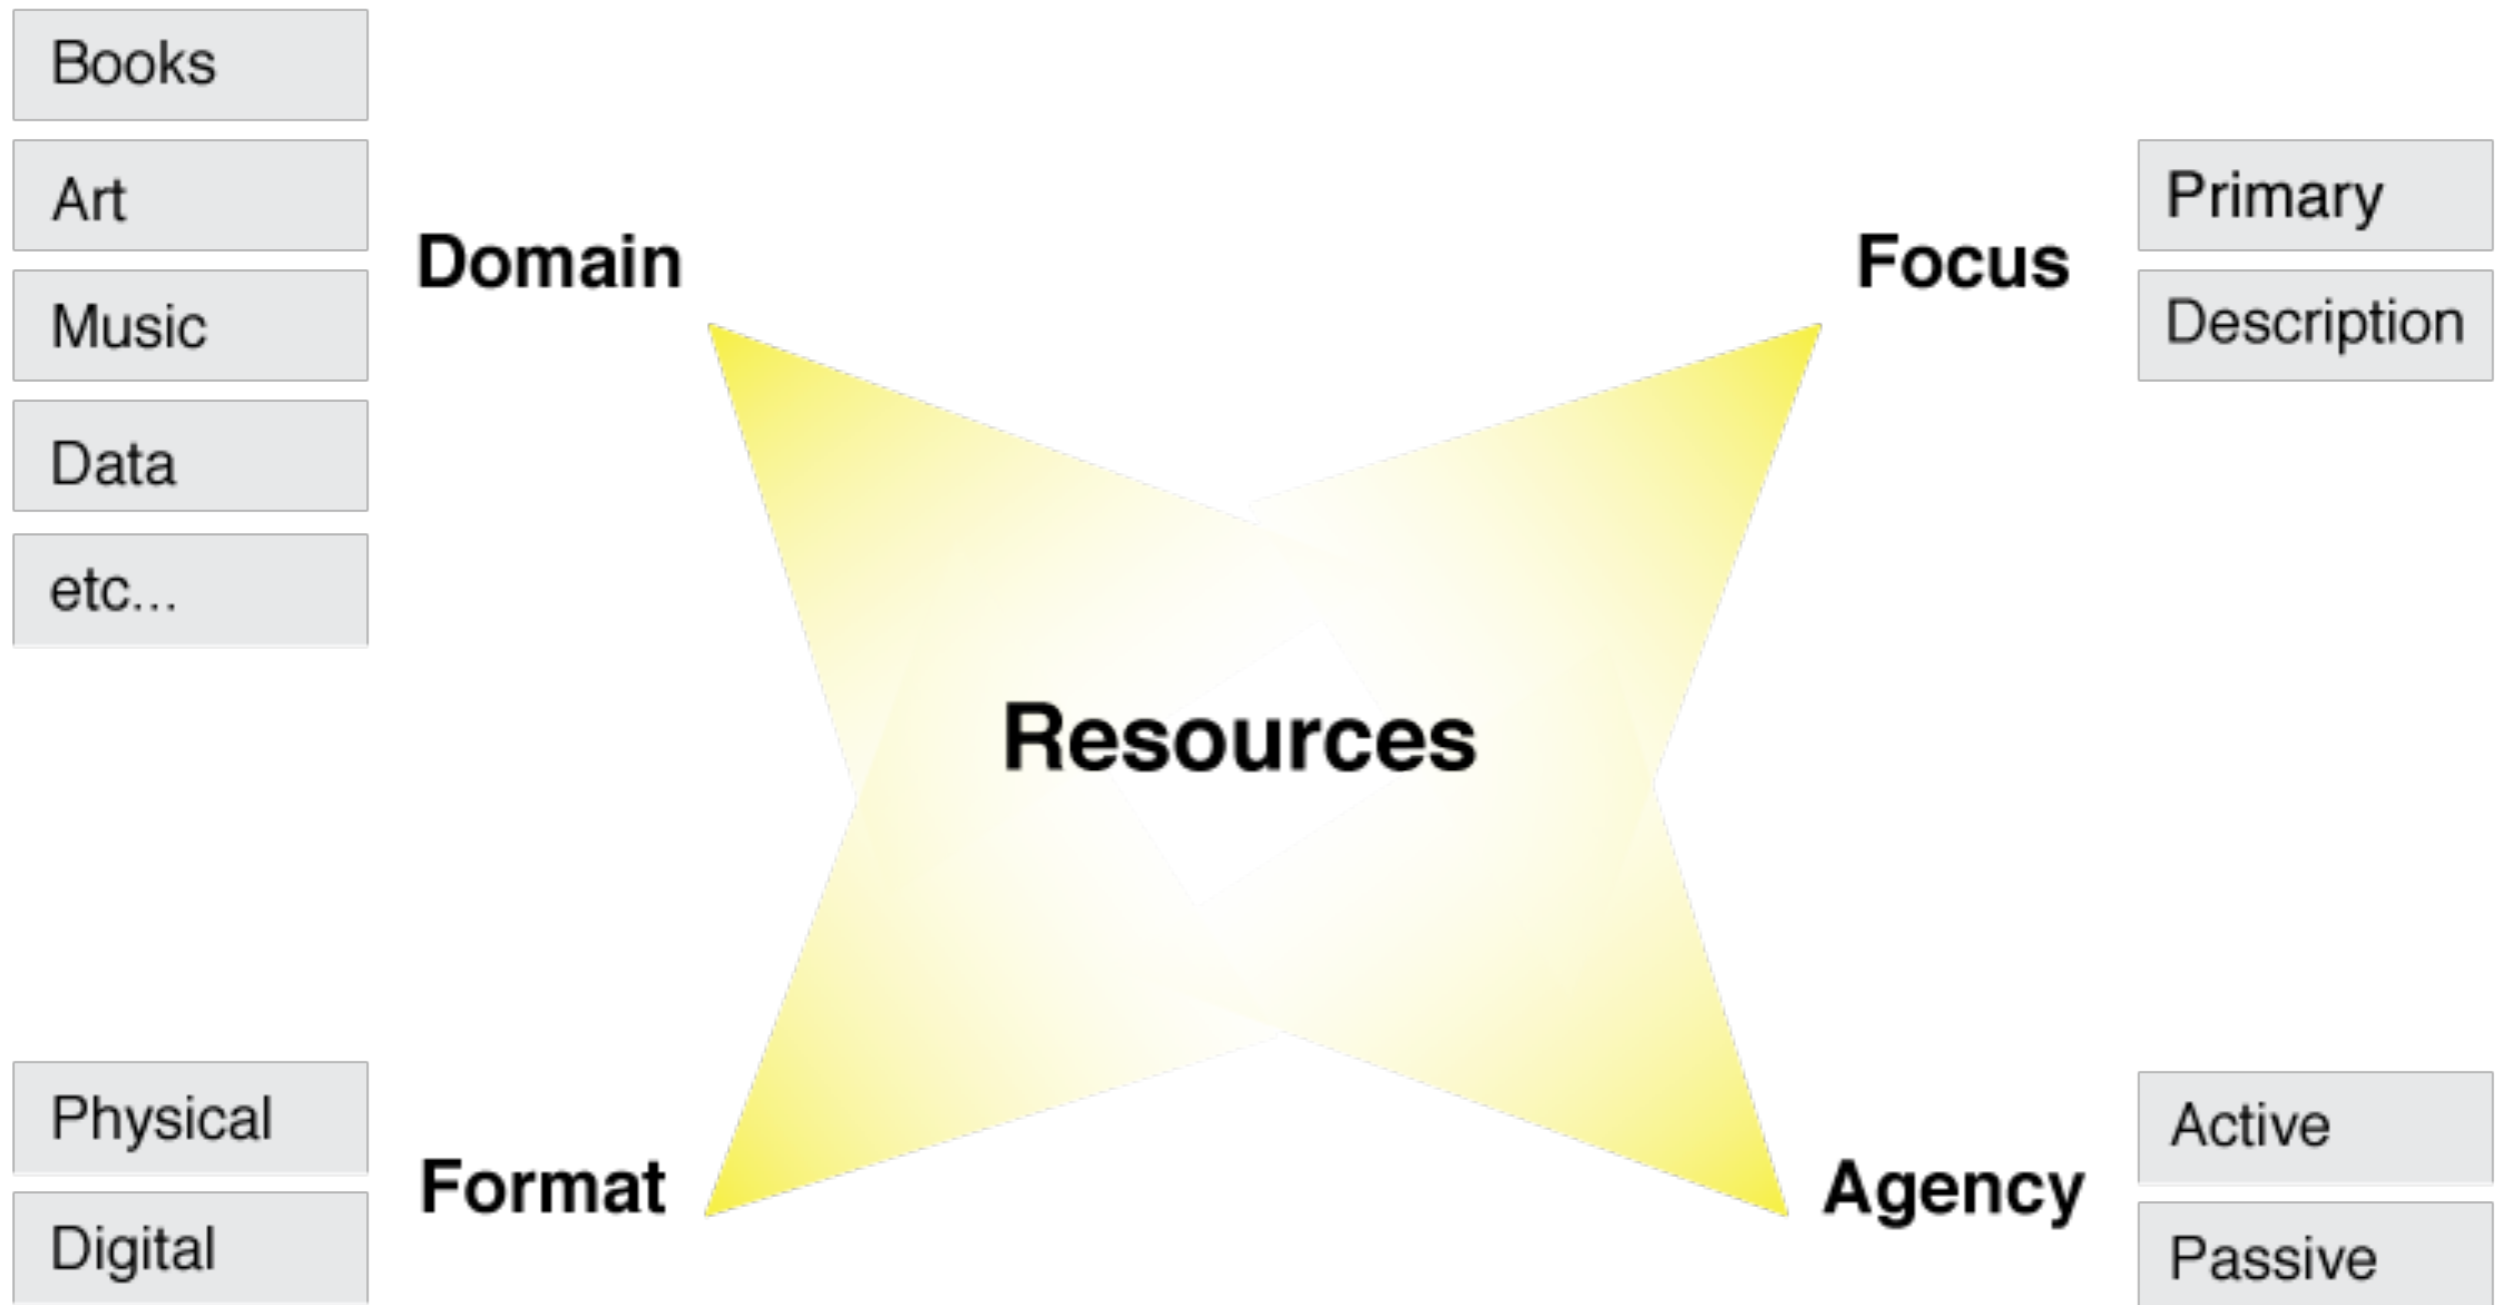 Books
Art
Music
Data
etc...
Domain
Focus
Primary
Description
Resources
Physical
Digital
Format
Agency
Active
Passive